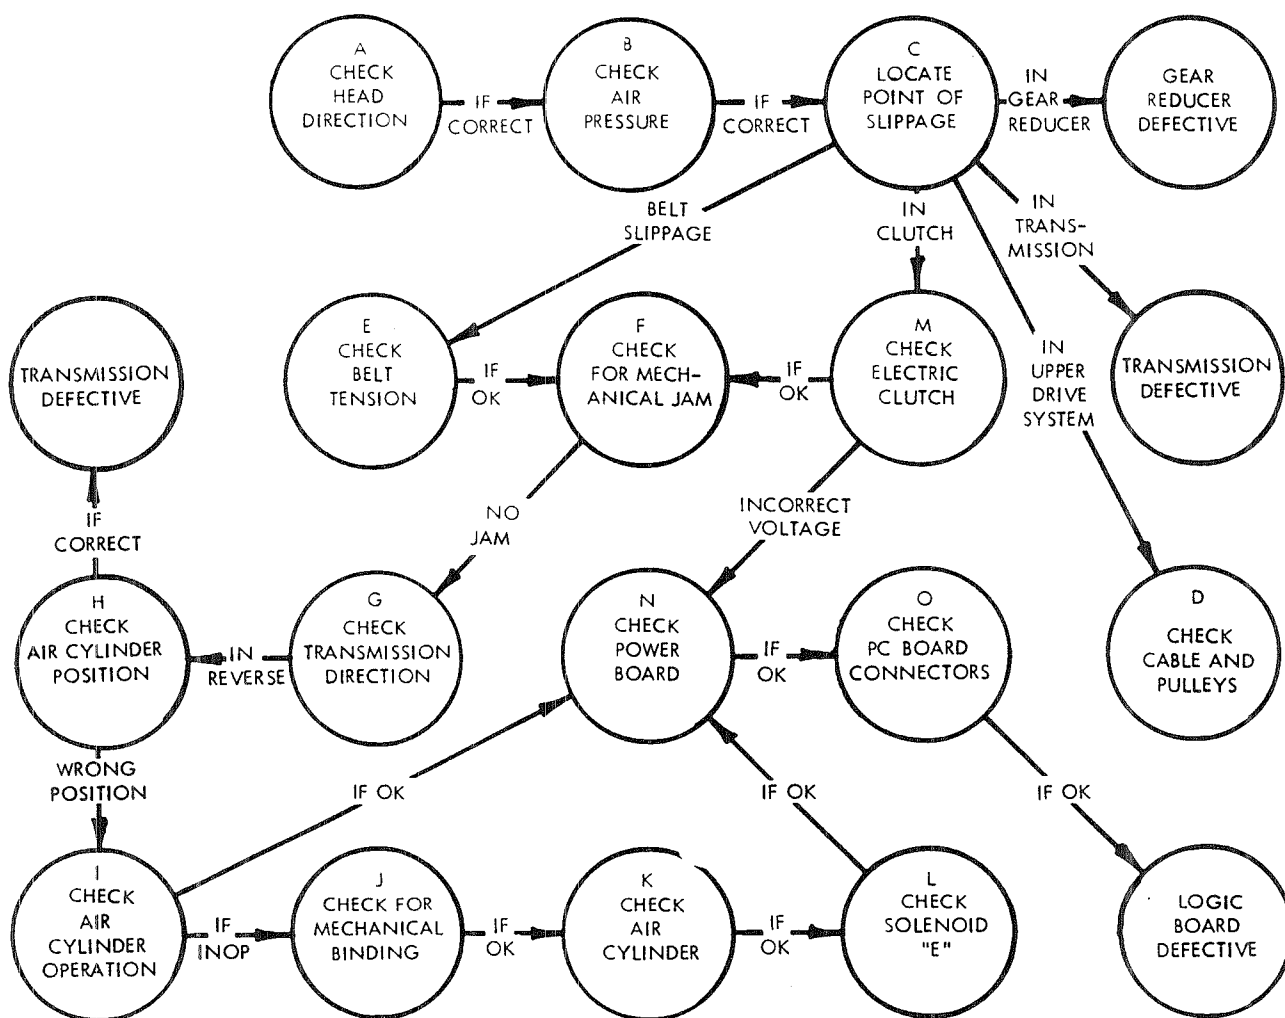 A
CHECK
HEAD
DIRECTION
IF
CORRECT
B
CHECK
AIR
PRESSURE
IF
CORRECT
C
LOCATE
POINT OF
SLIPPAGE
IN
GEAR
REDUCER
GEAR
REDUCER
DEFECTIVE
BELT
SLIPPAGE
IN
CLUTCH
IN
TRANS-
MISSION
IN
UPPER
DRIVE
SYSTEM
TRANSMISSION
DEFECTIVE
E
CHECK
BELT
TENSION
IF
OK
F
CHECK
FOR MECH-
ANICAL JAM
IF
OK
M
CHECK
ELECTRIC
CLUTCH
TRANSMISSION
DEFECTIVE
IF
CORRECT
NO
JAM
INCORRECT
VOLTAGE
H
CHECK
AIR CYLINDER
POSITION
IN
REVERSE
G
CHECK
TRANSMISSION
DIRECTION
N
CHECK
POWER
BOARD
IF
OK
O
CHECK
PC BOARD
CONNECTORS
D
CHECK
CABLE AND
PULLEYS
WRONG
POSITION
IF OK
IF OK
IF OK
I
CHECK
AIR
CYLINDER
OPERATION
IF
INOP
J
CHECK FOR
MECHANICAL
BINDING
IF
OK
K
CHECK
AIR
CYLINDER
IF
OK
L
CHECK
SOLENOID
"E"
LOGIC
BOARD
DEFECTIVE